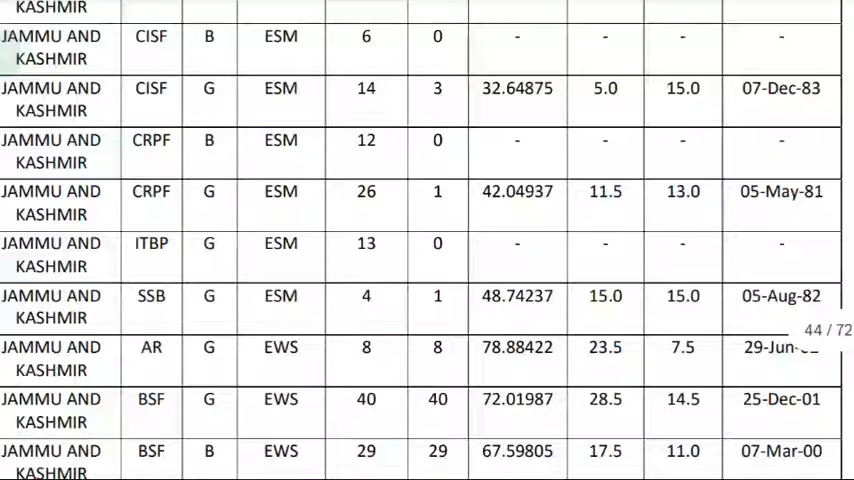 KASHMIR
JAMMU AND KASHMIR CISF B ESM 6 0 - - - -
JAMMU AND KASHMIR CISF G ESM 14 3 32.64875 5.0 15.0 07-Dec-83
JAMMU AND KASHMIR CRPF B ESM 12 0 - - - -
JAMMU AND KASHMIR CRPF G ESM 26 1 42.04937 11.5 13.0 05-May-81
JAMMU AND KASHMIR ITBP G ESM 13 0 - - - -
JAMMU AND KASHMIR SSB G ESM 4 1 48.74237 15.0 15.0 05-Aug-82
44 / 72
JAMMU AND KASHMIR AR G EWS 8 8 78.88422 23.5 7.5 29-Jun-
JAMMU AND KASHMIR BSF G EWS 40 40 72.01987 28.5 14.5 25-Dec-01
JAMMU AND KASHMIR BSF B EWS 29 29 67.59805 17.5 11.0 07-Mar-00